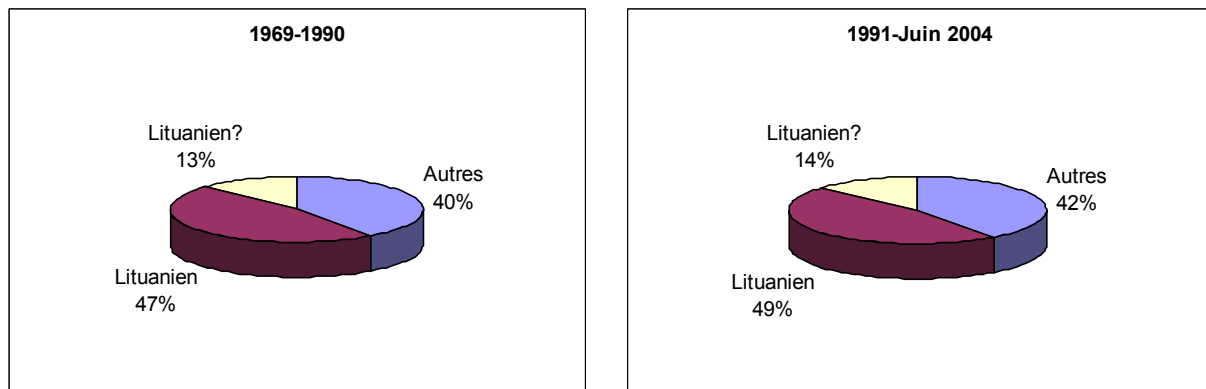 1969-1990
Lituanien?
13%
Autres
40%
Lituanien
47%
1991-Juin 2004
Lituanien?
14%
Autres
42%
Lituanien
49%